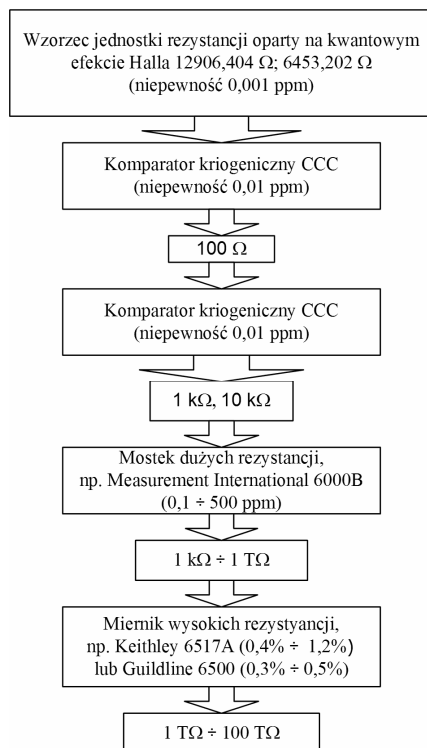 Wzorzec jednostki rezystancji oparty na kwantowym
efekcie Halla 12906,404 Ω; 6453,202 Ω
(niepewność 0,001 ppm)
Komparator kriogeniczny CCC
(niepewność 0,01 ppm)
100 Ω
Komparator kriogeniczny CCC
(niepewność 0,01 ppm)
1 kΩ, 10 kΩ
Mostek dużych rezystancji,
np. Measurement International 6000B
(0,1 ÷ 500 ppm)
1 kΩ ÷ 1 TΩ
Miernik wysokich rezystyancji,
np. Keithley 6517A (0,4% ÷ 1,2%)
lub Guildline 6500 (0,3% ÷ 0,5%)
1 TΩ ÷ 100 TΩ